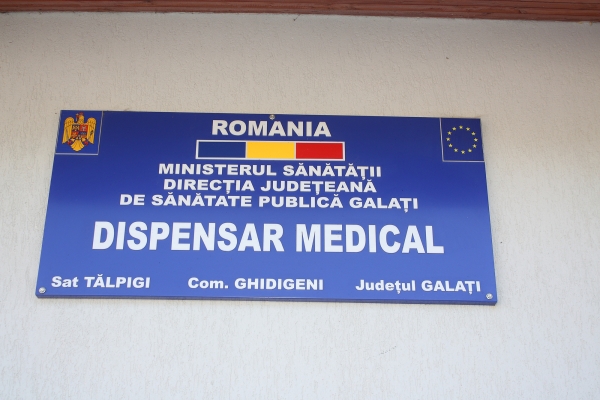 ROMANIA
MINISTERUL SĂNĂTĂȚII
DIRECȚIA JUDEȚEANĂ
DE SĂNĂTATE PUBLICĂ GALAȚI
DISPENSAR MEDICAL
Sat TĂLPIGI Com. GHIDIGENI Județul GALAȚI